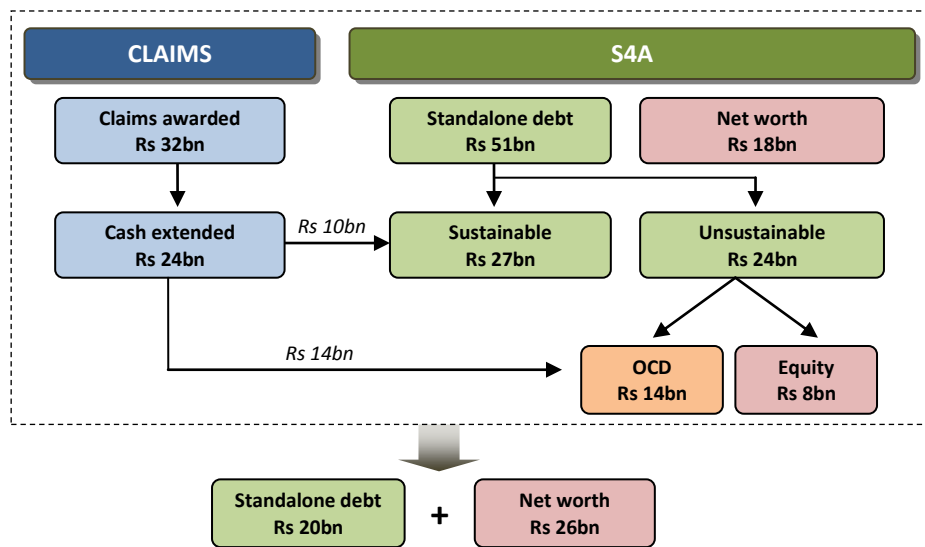 CLAIMS
S4A
Claims awarded
Rs 32bn
Standalone debt
Rs 51bn
Net worth
Rs 18bn
Cash extended
Rs 24bn
Rs 10bn
Sustainable
Rs 27bn
Unsustainable
Rs 24bn
Rs 14bn
OCD
Rs 14bn
Equity
Rs 8bn
Standalone debt
Rs 20bn
+
Net worth
Rs 26bn